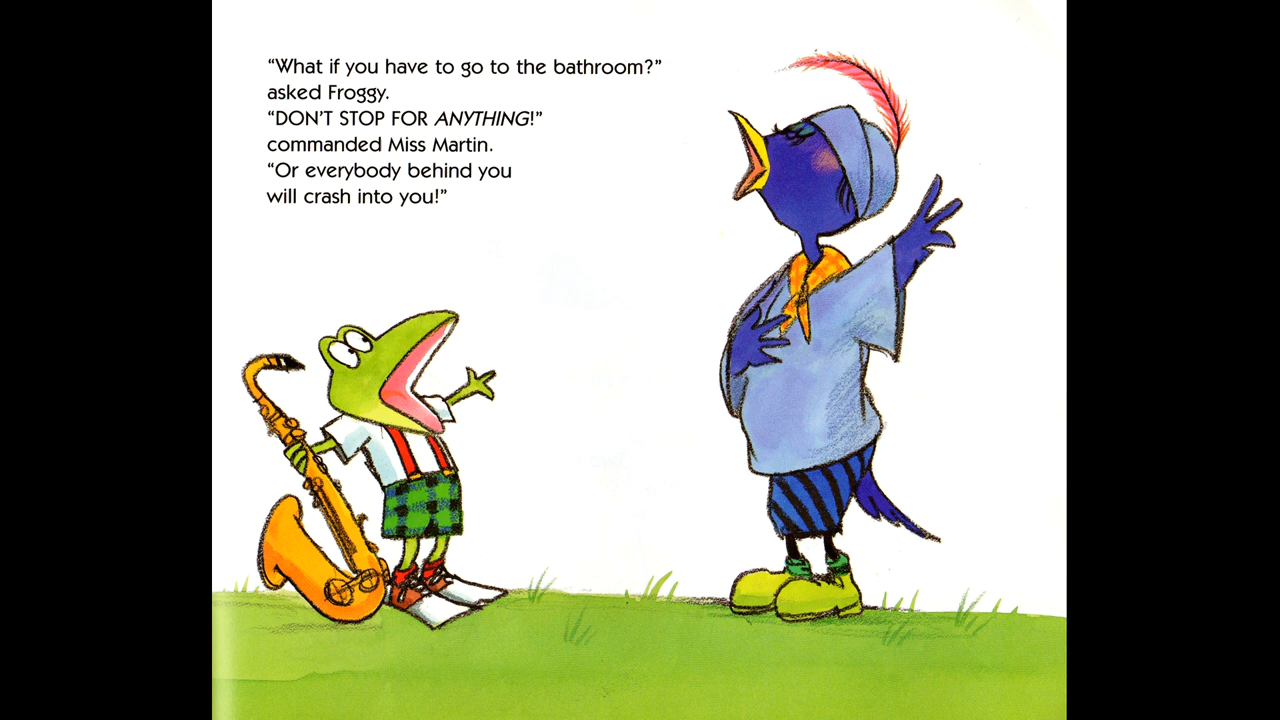 “What if you have to go to the bathroom?”
asked Froggy.
“DON’T STOP FOR ANYTHING!”
commanded Miss Martin.
“Or everybody behind you
will crash into you!”